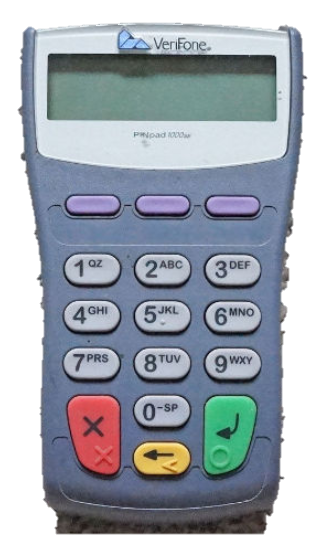 VeriFone
PINpad 1000SE
1 QZ 2 ABC 3 DEF
4 GHI 5 JKL 6 MNO
7 PRS 8 TUV 9 WXY
0 -SP